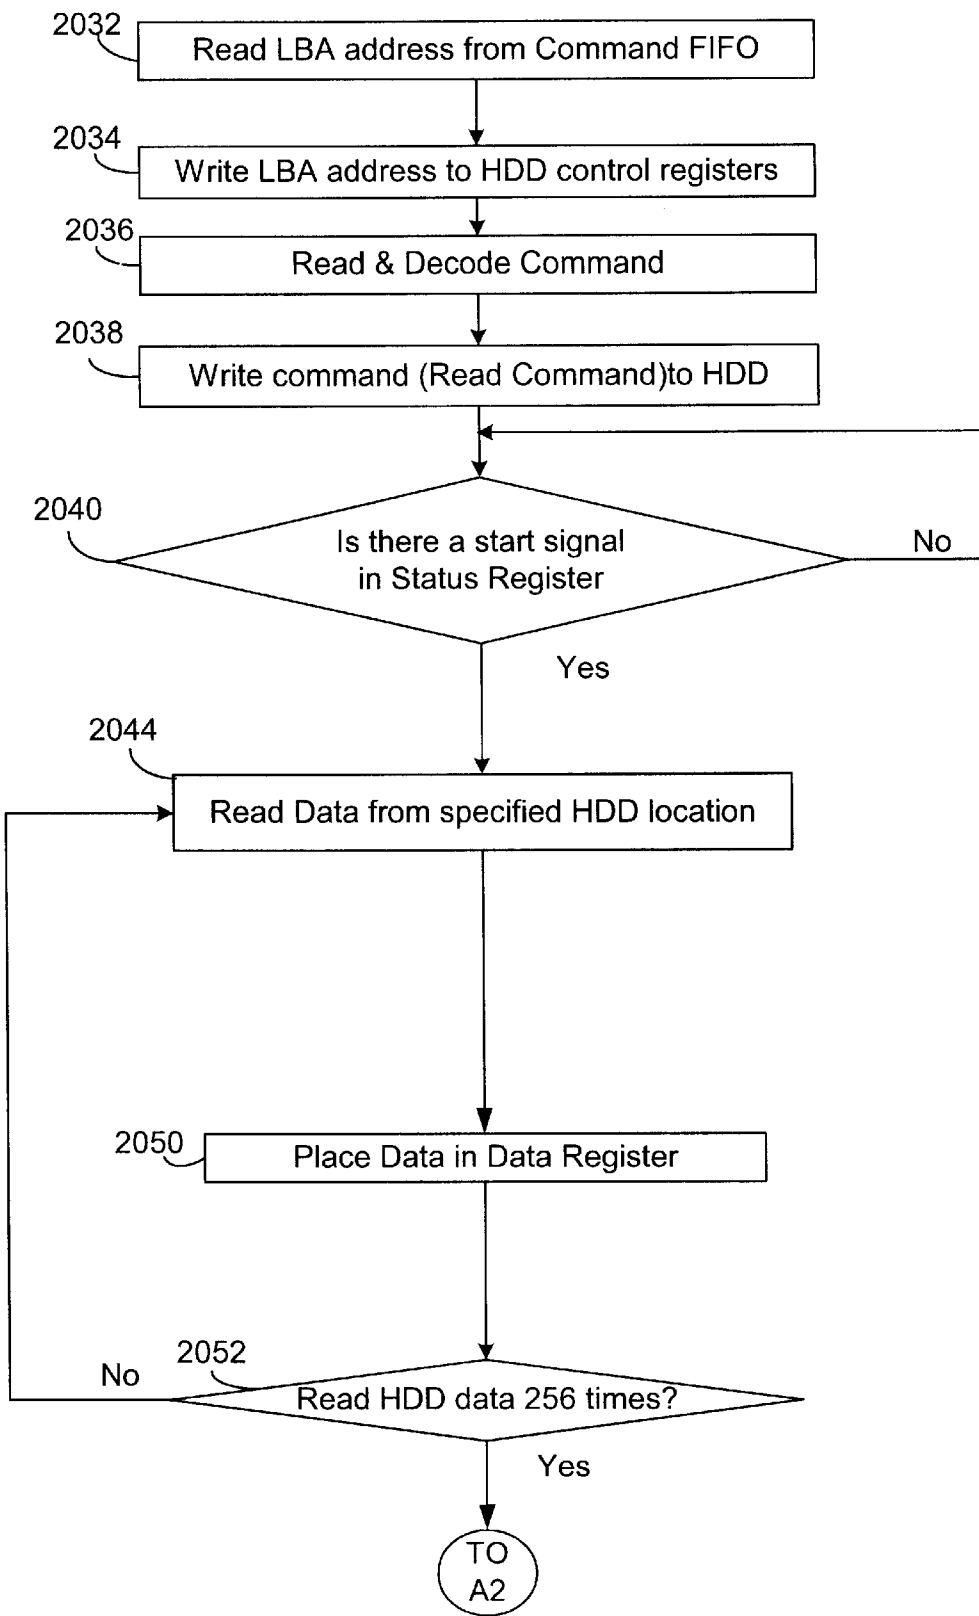 2032
Read LBA address from Command FIFO
2034
Write LBA address to HDD control registers
2036
Read & Decode Command
2038
Write command (Read Command)to HDD
2040
Is there a start signal
in Status Register
No
Yes
2044
Read Data from specified HDD location
2050
Place Data in Data Register
2052
No
Read HDD data 256 times?
Yes
TO
A2